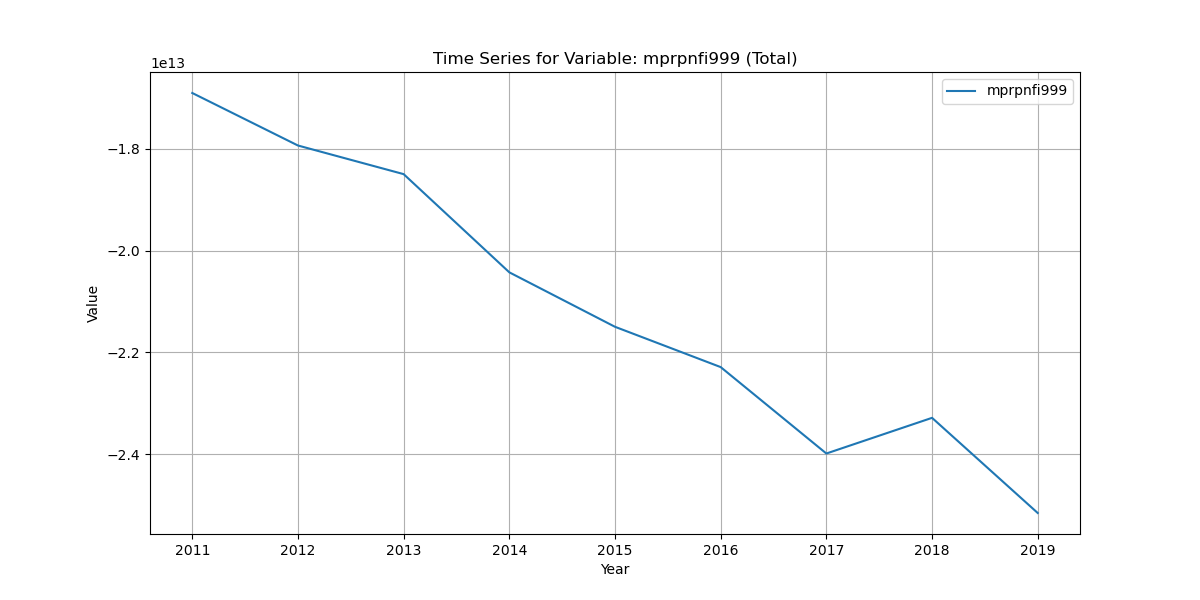 Time Series for Variable: mprpnfi999 (Total)
1e13
mprpnfi999
−1.8
−2.0
−2.2
−2.4
Value
2011 2012 2013 2014 2015 2016 2017 2018 2019
Year